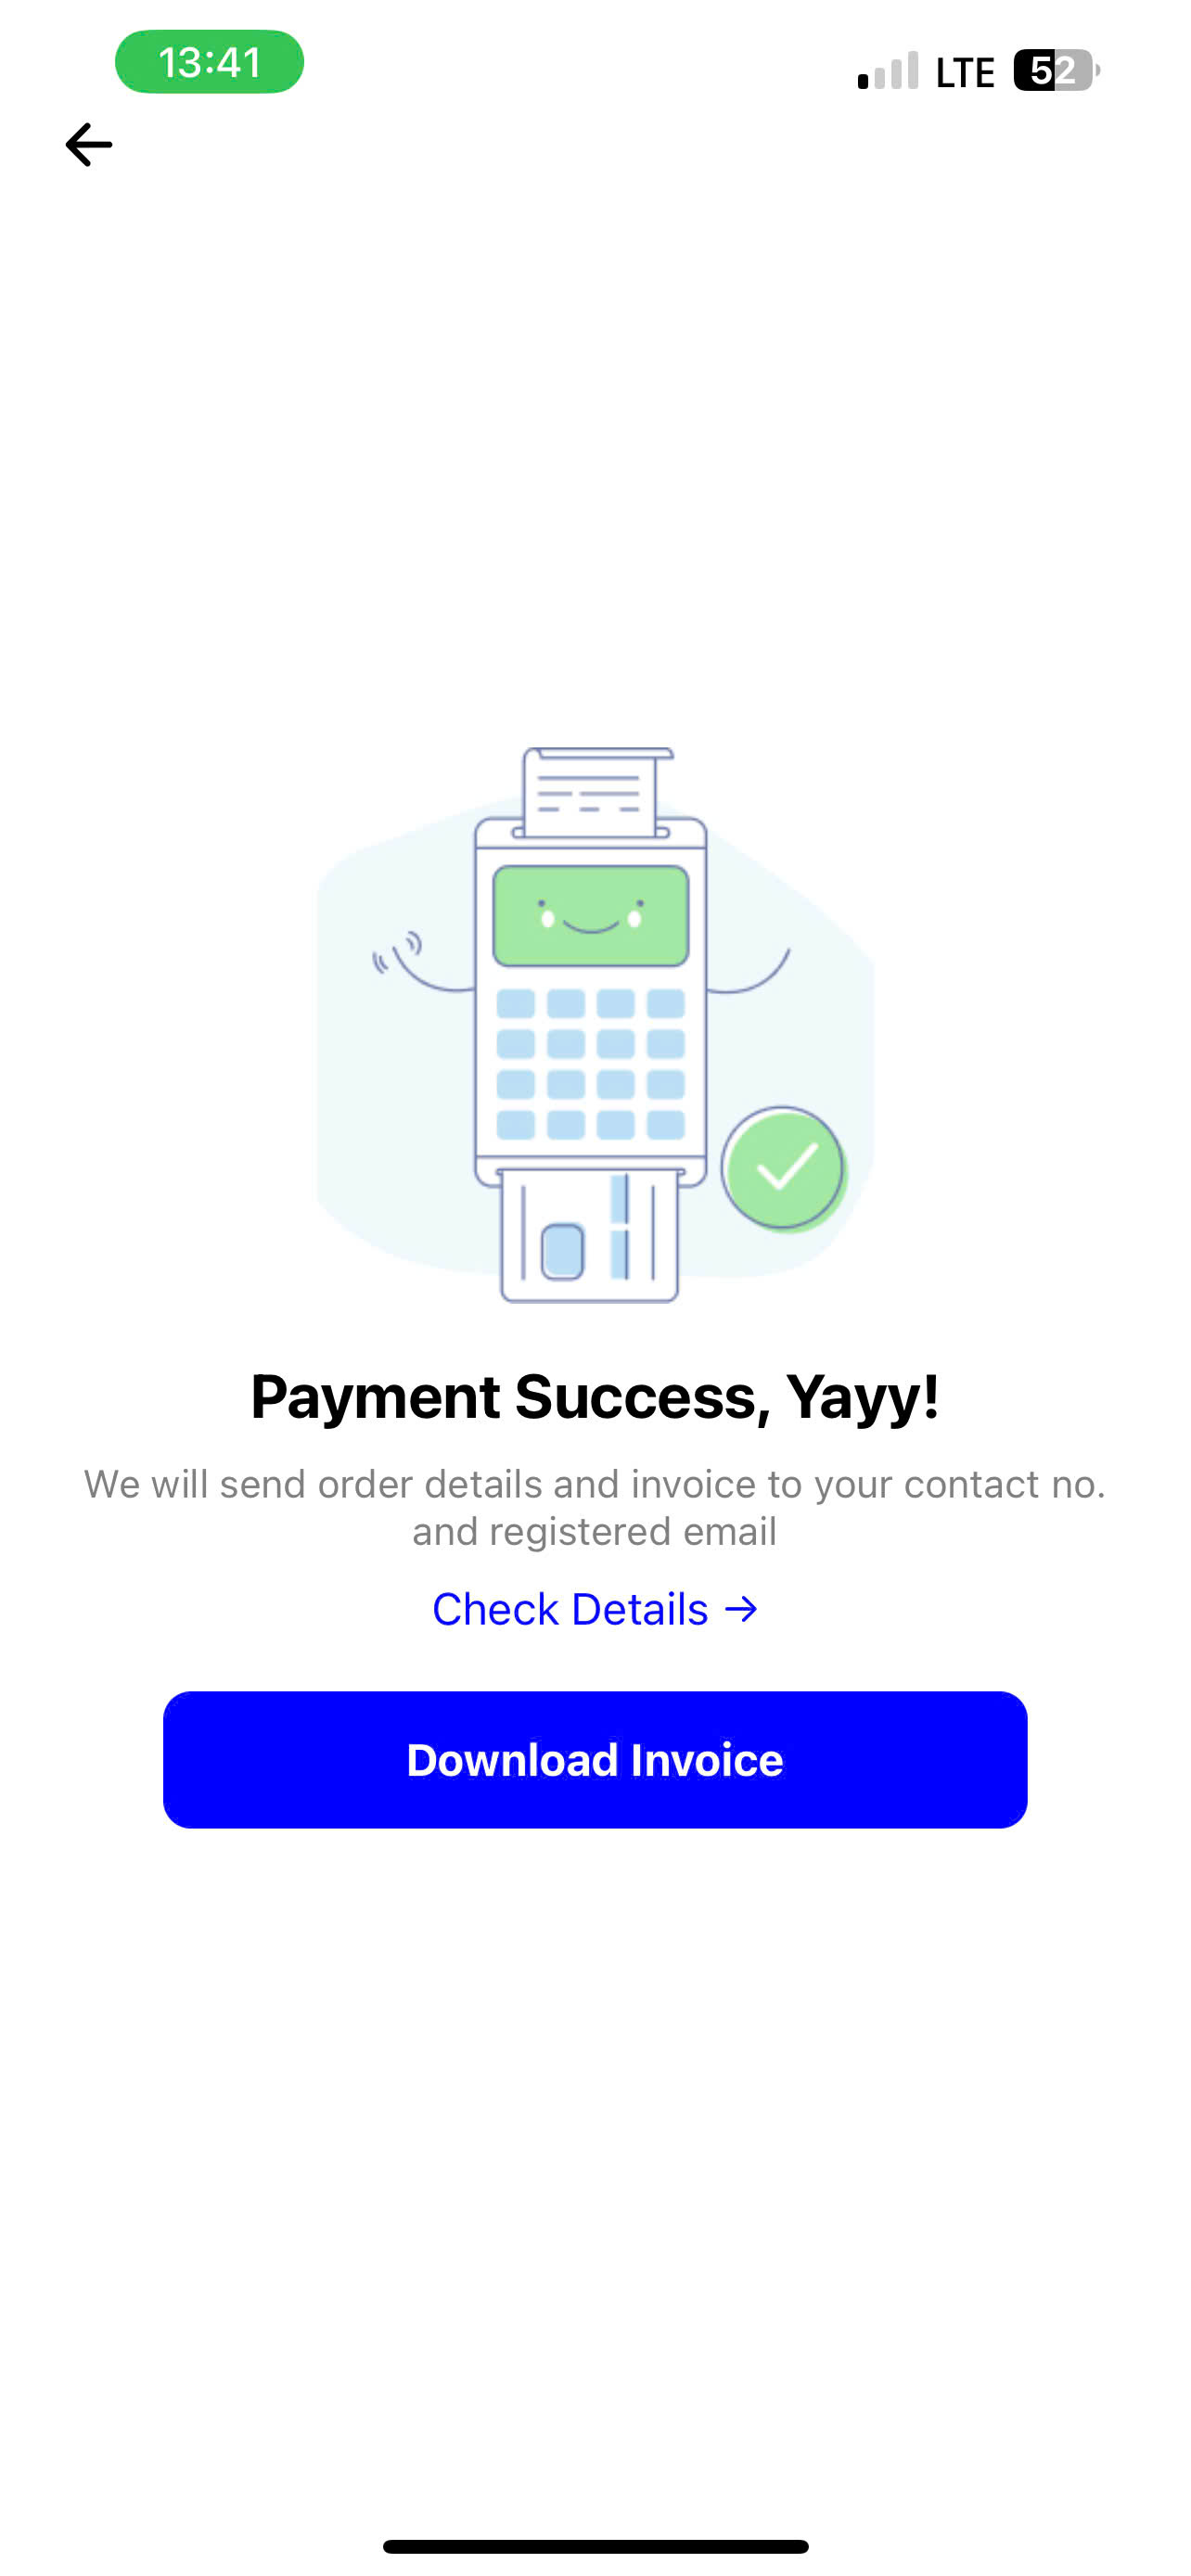 13:41
LTE 52
Payment Success, Yayy!
We will send order details and invoice to your contact no.
and registered email
Check Details →
Download Invoice